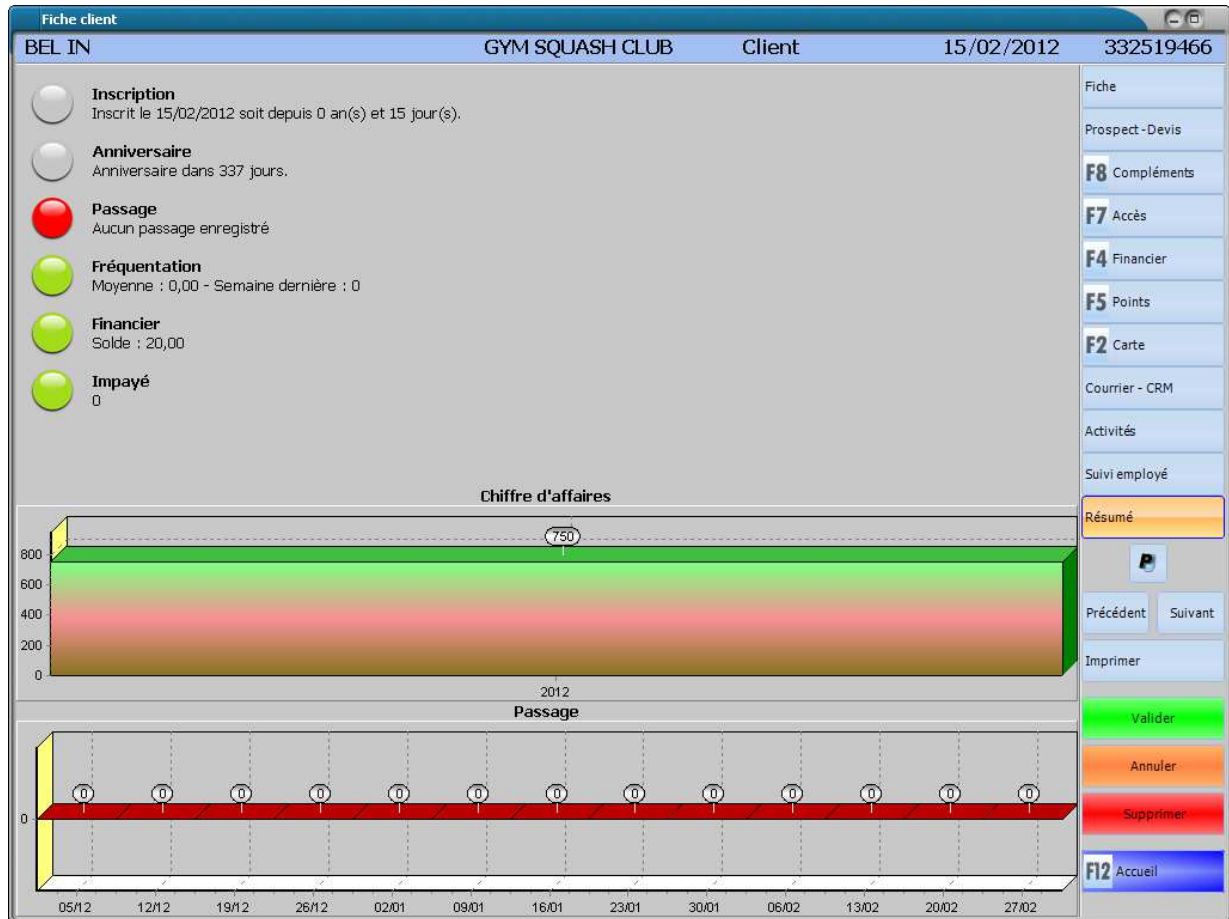 Fiche client
BEL IN GYM SQUASH CLUB Client 15/02/2012 332519466
Inscription
Inscrit le 15/02/2012 soit depuis 0 an(s) et 15 jour(s).
Anniversaire
Anniversaire dans 337 jours.
Passage
Aucun passage enregistré
Fréquentation
Moyenne : 0,00 - Semaine dernière : 0
Financier
Solde : 20,00
Impayé
0
Fiche
Prospect-Devis
F8 Compléments
F7 Accès
F4 Financier
F5 Points
F2 Carte
Courrier - CRM
Activités
Suivi employé
Résumé
P
Précédent Suivant
Imprimer
Valider
Annuler
Supprimer
F12 Accueil
Chiffre d'affaires
750
800
600
400
200
0
2012
Passage
0 0 0 0 0 0 0 0 0 0 0 0 0
0
05/12 12/12 19/12 26/12 02/01 09/01 16/01 23/01 30/01 06/02 13/02 20/02 27/02